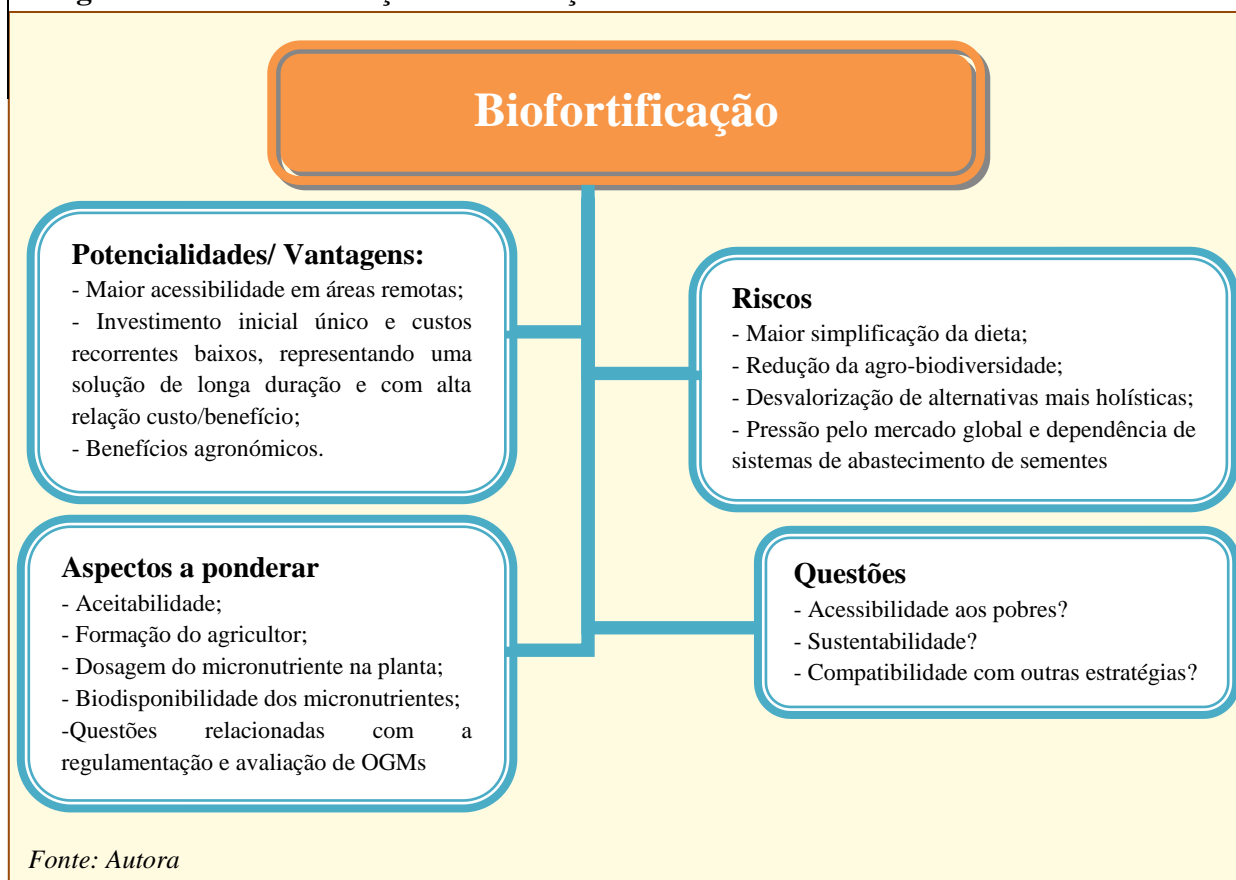 Biofortificação
Potencialidades/ Vantagens:
- Maior acessibilidade em áreas remotas;
- Investimento inicial único e custos
recorrentes baixos, representando uma
solução de longa duração e com alta
relação custo/benefício;
- Benefícios agronómicos.
Riscos
- Maior simplificação da dieta;
- Redução da agro-biodiversidade;
- Desvalorização de alternativas mais holísticas;
- Pressão pelo mercado global e dependência de
sistemas de abastecimento de sementes
Aspectos a ponderar
- Aceitabilidade;
- Formação do agricultor;
- Dosagem do micronutriente na planta;
- Biodisponibilidade dos micronutrientes;
-Questões relacionadas com a
regulamentação e avaliação de OGMs
Questões
- Acessibilidade aos pobres?
- Sustentabilidade?
- Compatibilidade com outras estratégias?
Fonte: Autora